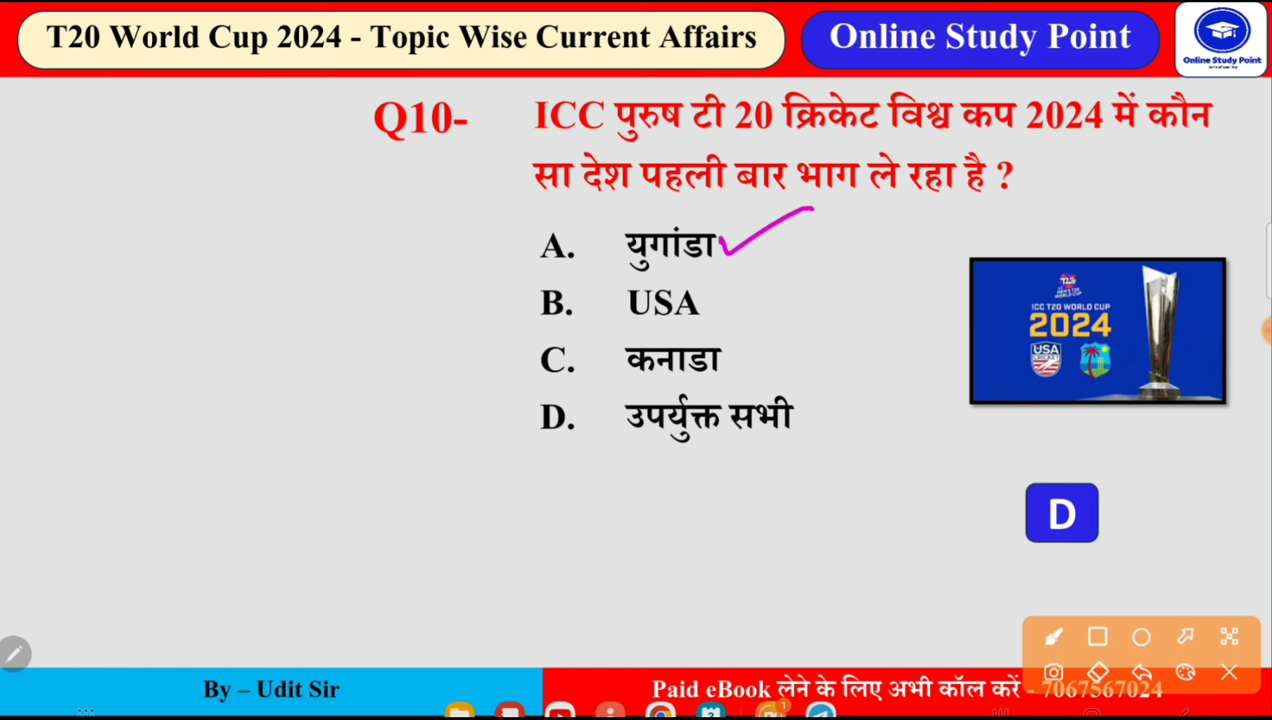 T20 World Cup 2024 - Topic Wise Current Affairs
Online Study Point
Online Study Point
Q10- ICC पुरुष टी 20 क्रिकेट विश्व कप 2024 में कौन
सा देश पहली बार भाग ले रहा है ?
A. युगांडा
B. USA
C. कनाडा
D. उपर्युक्त सभी
ICC T20 WORLD CUP
2024
USA
D
By – Udit Sir
Paid eBook लेने के लिए अभी कॉल करें - 7067567024